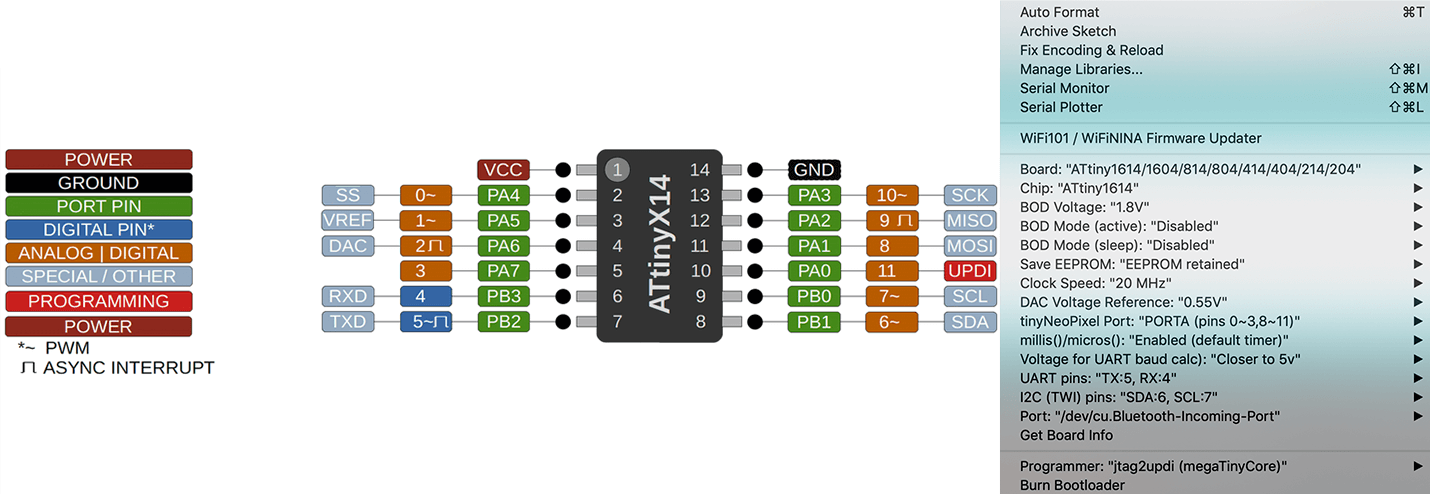 POWER
GROUND
PORT PIN
DIGITAL PIN*
ANALOG | DIGITAL
SPECIAL / OTHER
PROGRAMMING
POWER
*~ PWM
ASYNC INTERRUPT
VCC 1 14 GND
SS 0~ PA4 2 13 PA3 10~ SCK
VREF 1~ PA5 3 12 PA2 9 MISO
DAC 2 PA6 4 11 PA1 8 MOSI
3 PA7 5 10 PA0 11 UPDI
RXD 4 PB3 6 9 PB0 7~ SCL
TXD 5~ PB2 7 8 PB1 6~ SDA
ATtinyX14
Auto Format ⌘T
Archive Sketch
Fix Encoding & Reload
Manage Libraries... ⇧⌘I
Serial Monitor ⇧⌘M
Serial Plotter ⇧⌘L
WiFi101 / WiFiNINA Firmware Updater
Board: "ATtiny1614/1604/814/804/414/404/214/204"
Chip: "ATtiny1614"
BOD Voltage: "1.8V"
BOD Mode (active): "Disabled"
BOD Mode (sleep): "Disabled"
Save EEPROM: "EEPROM retained"
Clock Speed: "20 MHz"
DAC Voltage Reference: "0.55V"
tinyNeoPixel Port: "PORTA (pins 0~3,8~11)"
millis()/micros(): "Enabled (default timer)"
Voltage for UART baud calc): "Closer to 5v"
UART pins: "TX:5, RX:4"
I2C (TWI) pins: "SDA:6, SCL:7"
Port: "/dev/cu.Bluetooth-Incoming-Port"
Get Board Info
Programmer: "jtag2updi (megaTinyCore)"
Burn Bootloader